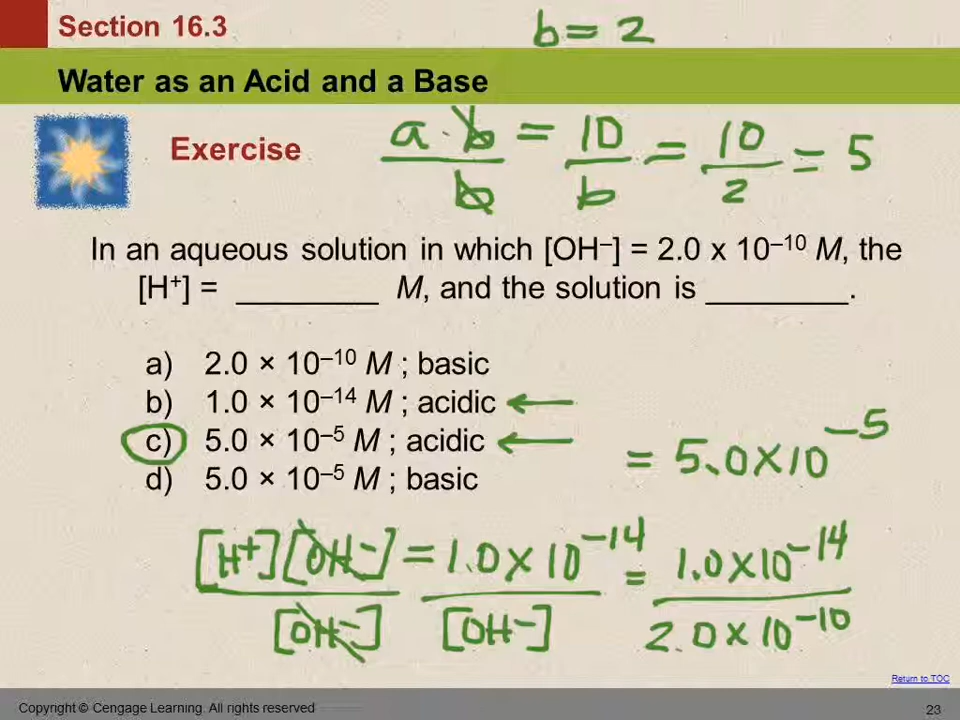 Section 16.3
b = 2
Water as an Acid and a Base
Exercise
a · b / b = 10 / b = 10 / 2 = 5
In an aqueous solution in which [OH⁻] = 2.0 x 10⁻¹⁰ M, the
[H⁺] = ________ M, and the solution is ________.
a) 2.0 × 10⁻¹⁰ M ; basic
b) 1.0 × 10⁻¹⁴ M ; acidic ←
c) 5.0 × 10⁻⁵ M ; acidic ←
d) 5.0 × 10⁻⁵ M ; basic
= 5.0 X 10⁻⁵
[H⁺][OH⁻] / [OH⁻] = 1.0 X 10⁻¹⁴ / [OH⁻] = 1.0 X 10⁻¹⁴ / 2.0 X 10⁻¹⁰
Return to TOC
Copyright © Cengage Learning. All rights reserved
23